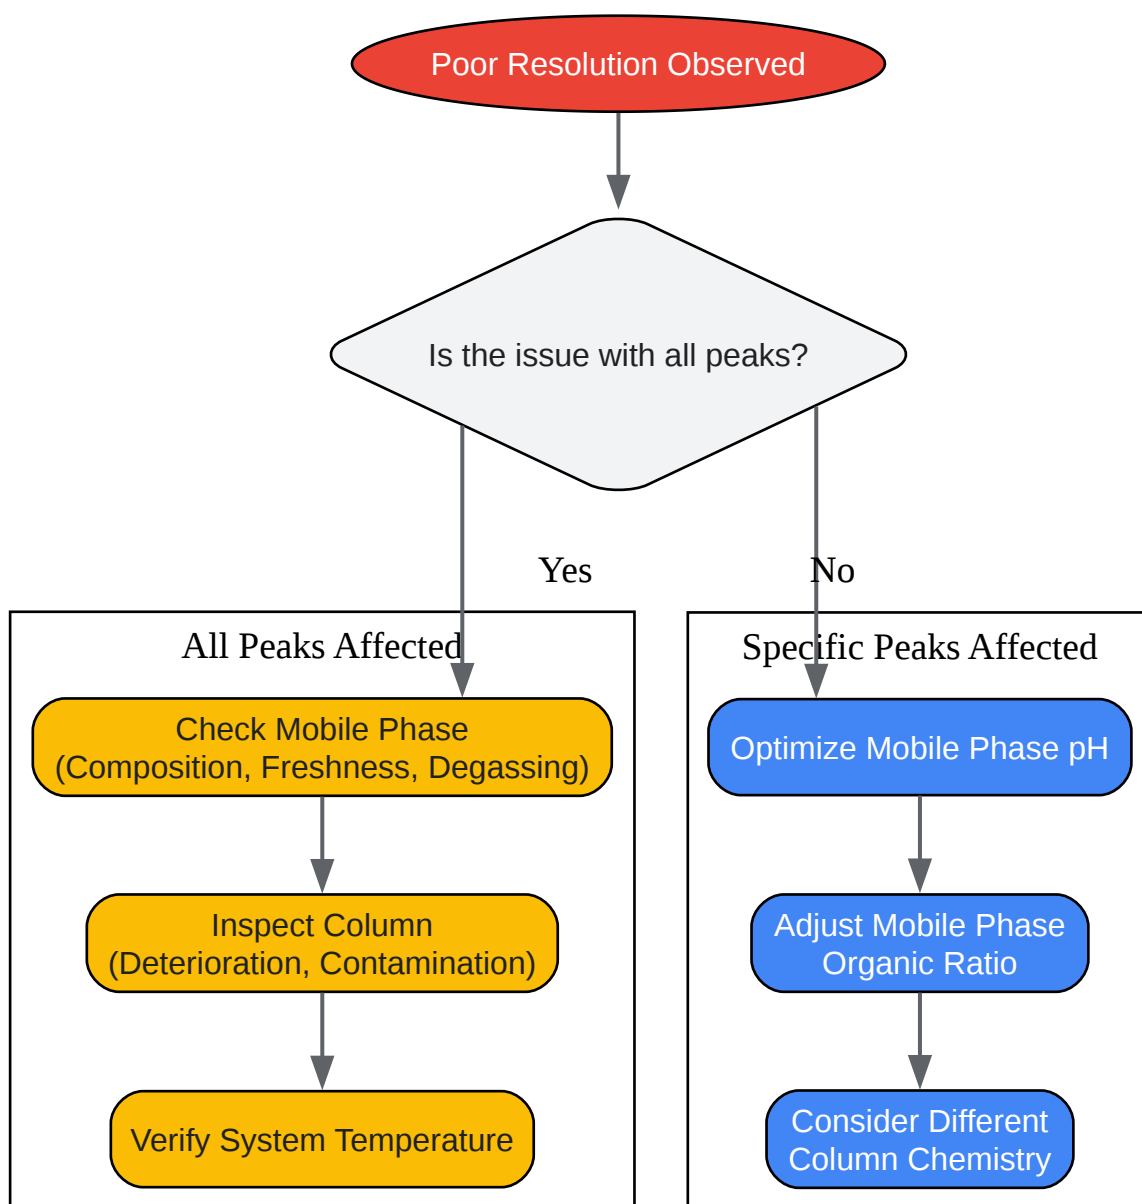 Poor Resolution Observed
Is the issue with all peaks?
Yes
No
All Peaks Affected
Check Mobile Phase
(Composition, Freshness, Degassing)
Inspect Column
(Deterioration, Contamination)
Verify System Temperature
Specific Peaks Affected
Optimize Mobile Phase pH
Adjust Mobile Phase
Organic Ratio
Consider Different
Column Chemistry